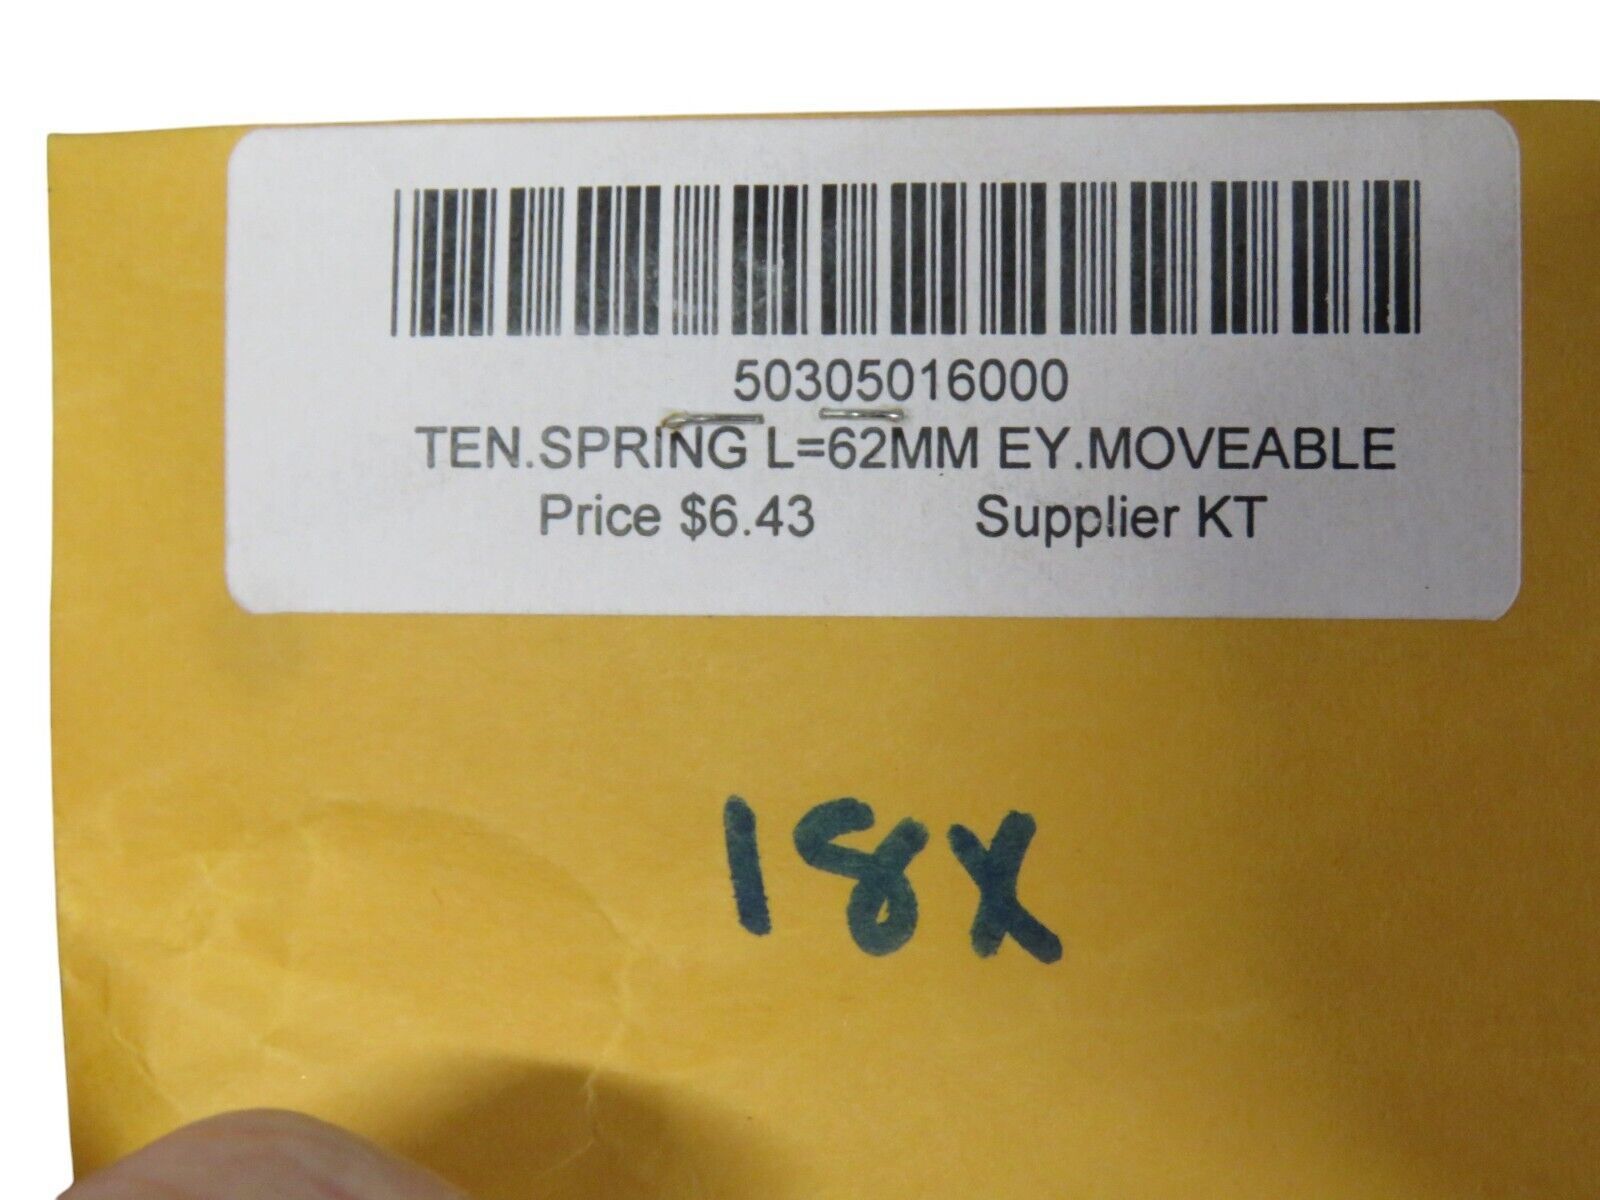 50305016000
TEN.SPRING L=62MM EY.MOVEABLE
Price $6.43 Supplier KT
18X